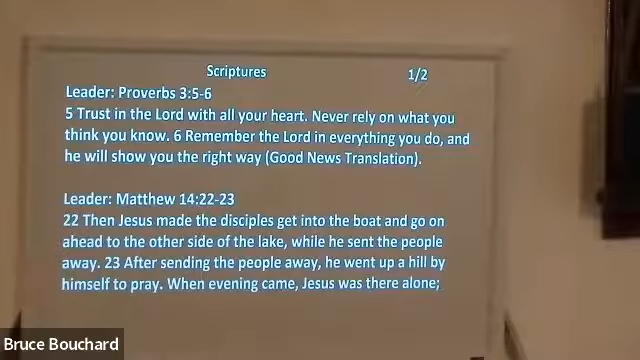 Scriptures 1/2
Leader: Proverbs 3:5-6
5 Trust in the Lord with all your heart. Never rely on what you
think you know. 6 Remember the Lord in everything you do, and
he will show you the right way (Good News Translation).
Leader: Matthew 14:22-23
22 Then Jesus made the disciples get into the boat and go on
ahead to the other side of the lake, while he sent the people
away. 23 After sending the people away, he went up a hill by
himself to pray. When evening came, Jesus was there alone;
Bruce Bouchard